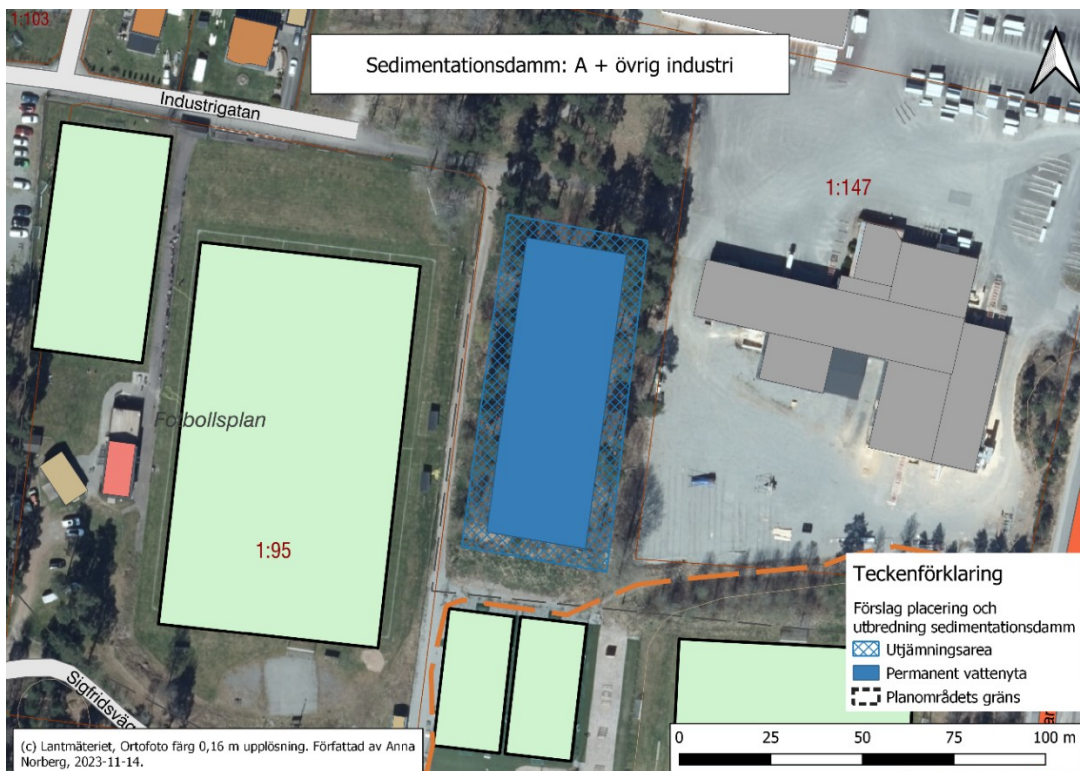 1:103
Sedimentationsdamm: A + övrig industri
Industrigatan
1:147
Fotbollsplan
1:95
Sigfridsväg
Teckenförklaring
Förslag placering och
utbredning sedimentationsdamm
Utjämningsarea
Permanent vattenyta
Planområdets gräns
0 25 50 75 100 m
(c) Lantmäteriet, Ortofoto färg 0,16 m upplösning. Författad av Anna
Norberg, 2023-11-14.